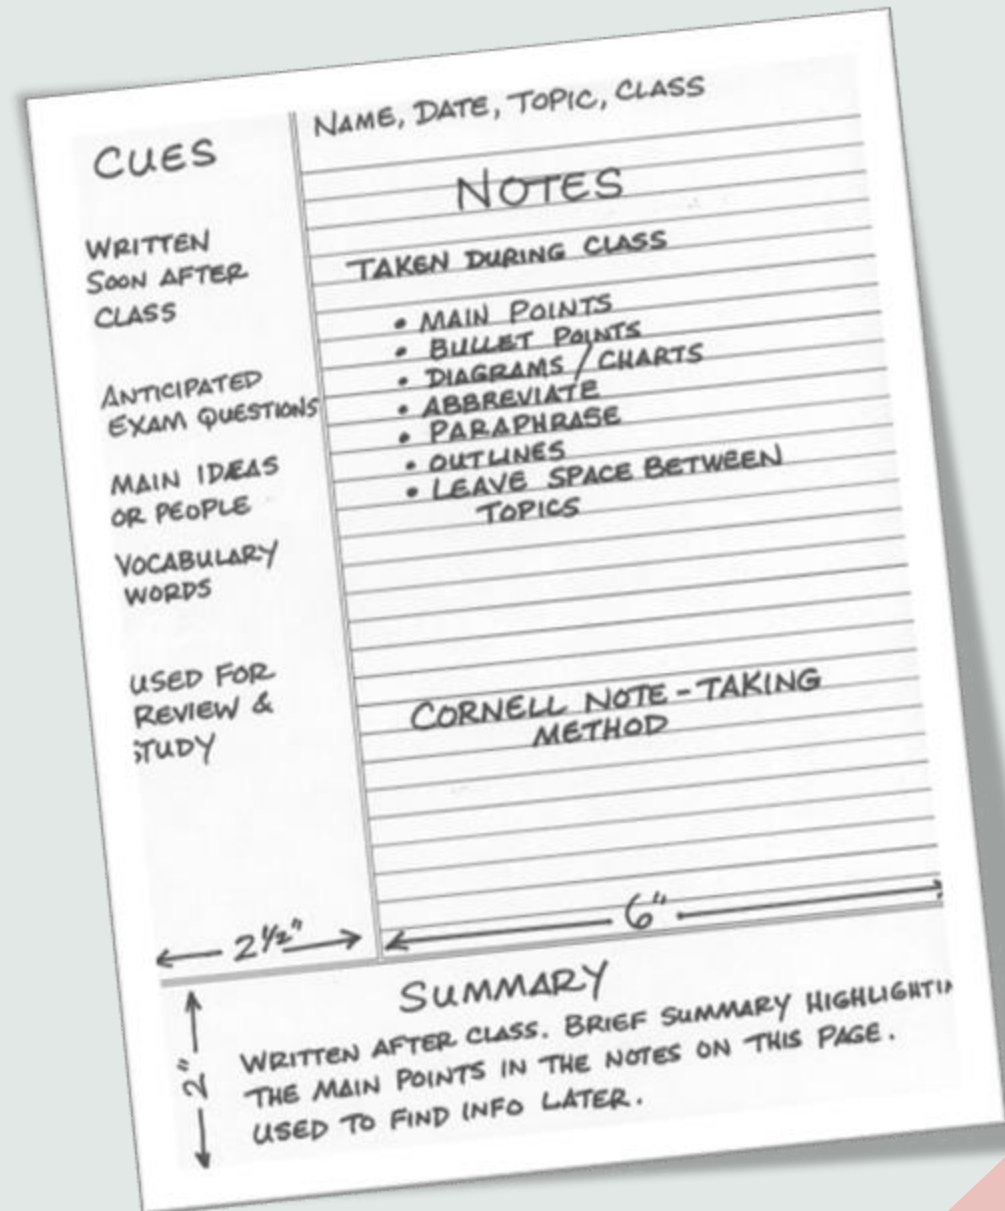 CUES
WRITTEN
SOON AFTER
CLASS
ANTICIPATED
EXAM QUESTIONS
MAIN IDEAS
OR PEOPLE
VOCABULARY
WORDS
USED FOR
REVIEW &
STUDY
2½"
NAME, DATE, TOPIC, CLASS
NOTES
TAKEN DURING CLASS
• MAIN POINTS
• BULLET POINTS
• DIAGRAMS / CHARTS
• ABBREVIATE
• PARAPHRASE
• OUTLINES
• LEAVE SPACE BETWEEN
TOPICS
CORNELL NOTE-TAKING
METHOD
6"
2"
SUMMARY
WRITTEN AFTER CLASS. BRIEF SUMMARY HIGHLIGHTIN
THE MAIN POINTS IN THE NOTES ON THIS PAGE.
USED TO FIND INFO LATER.